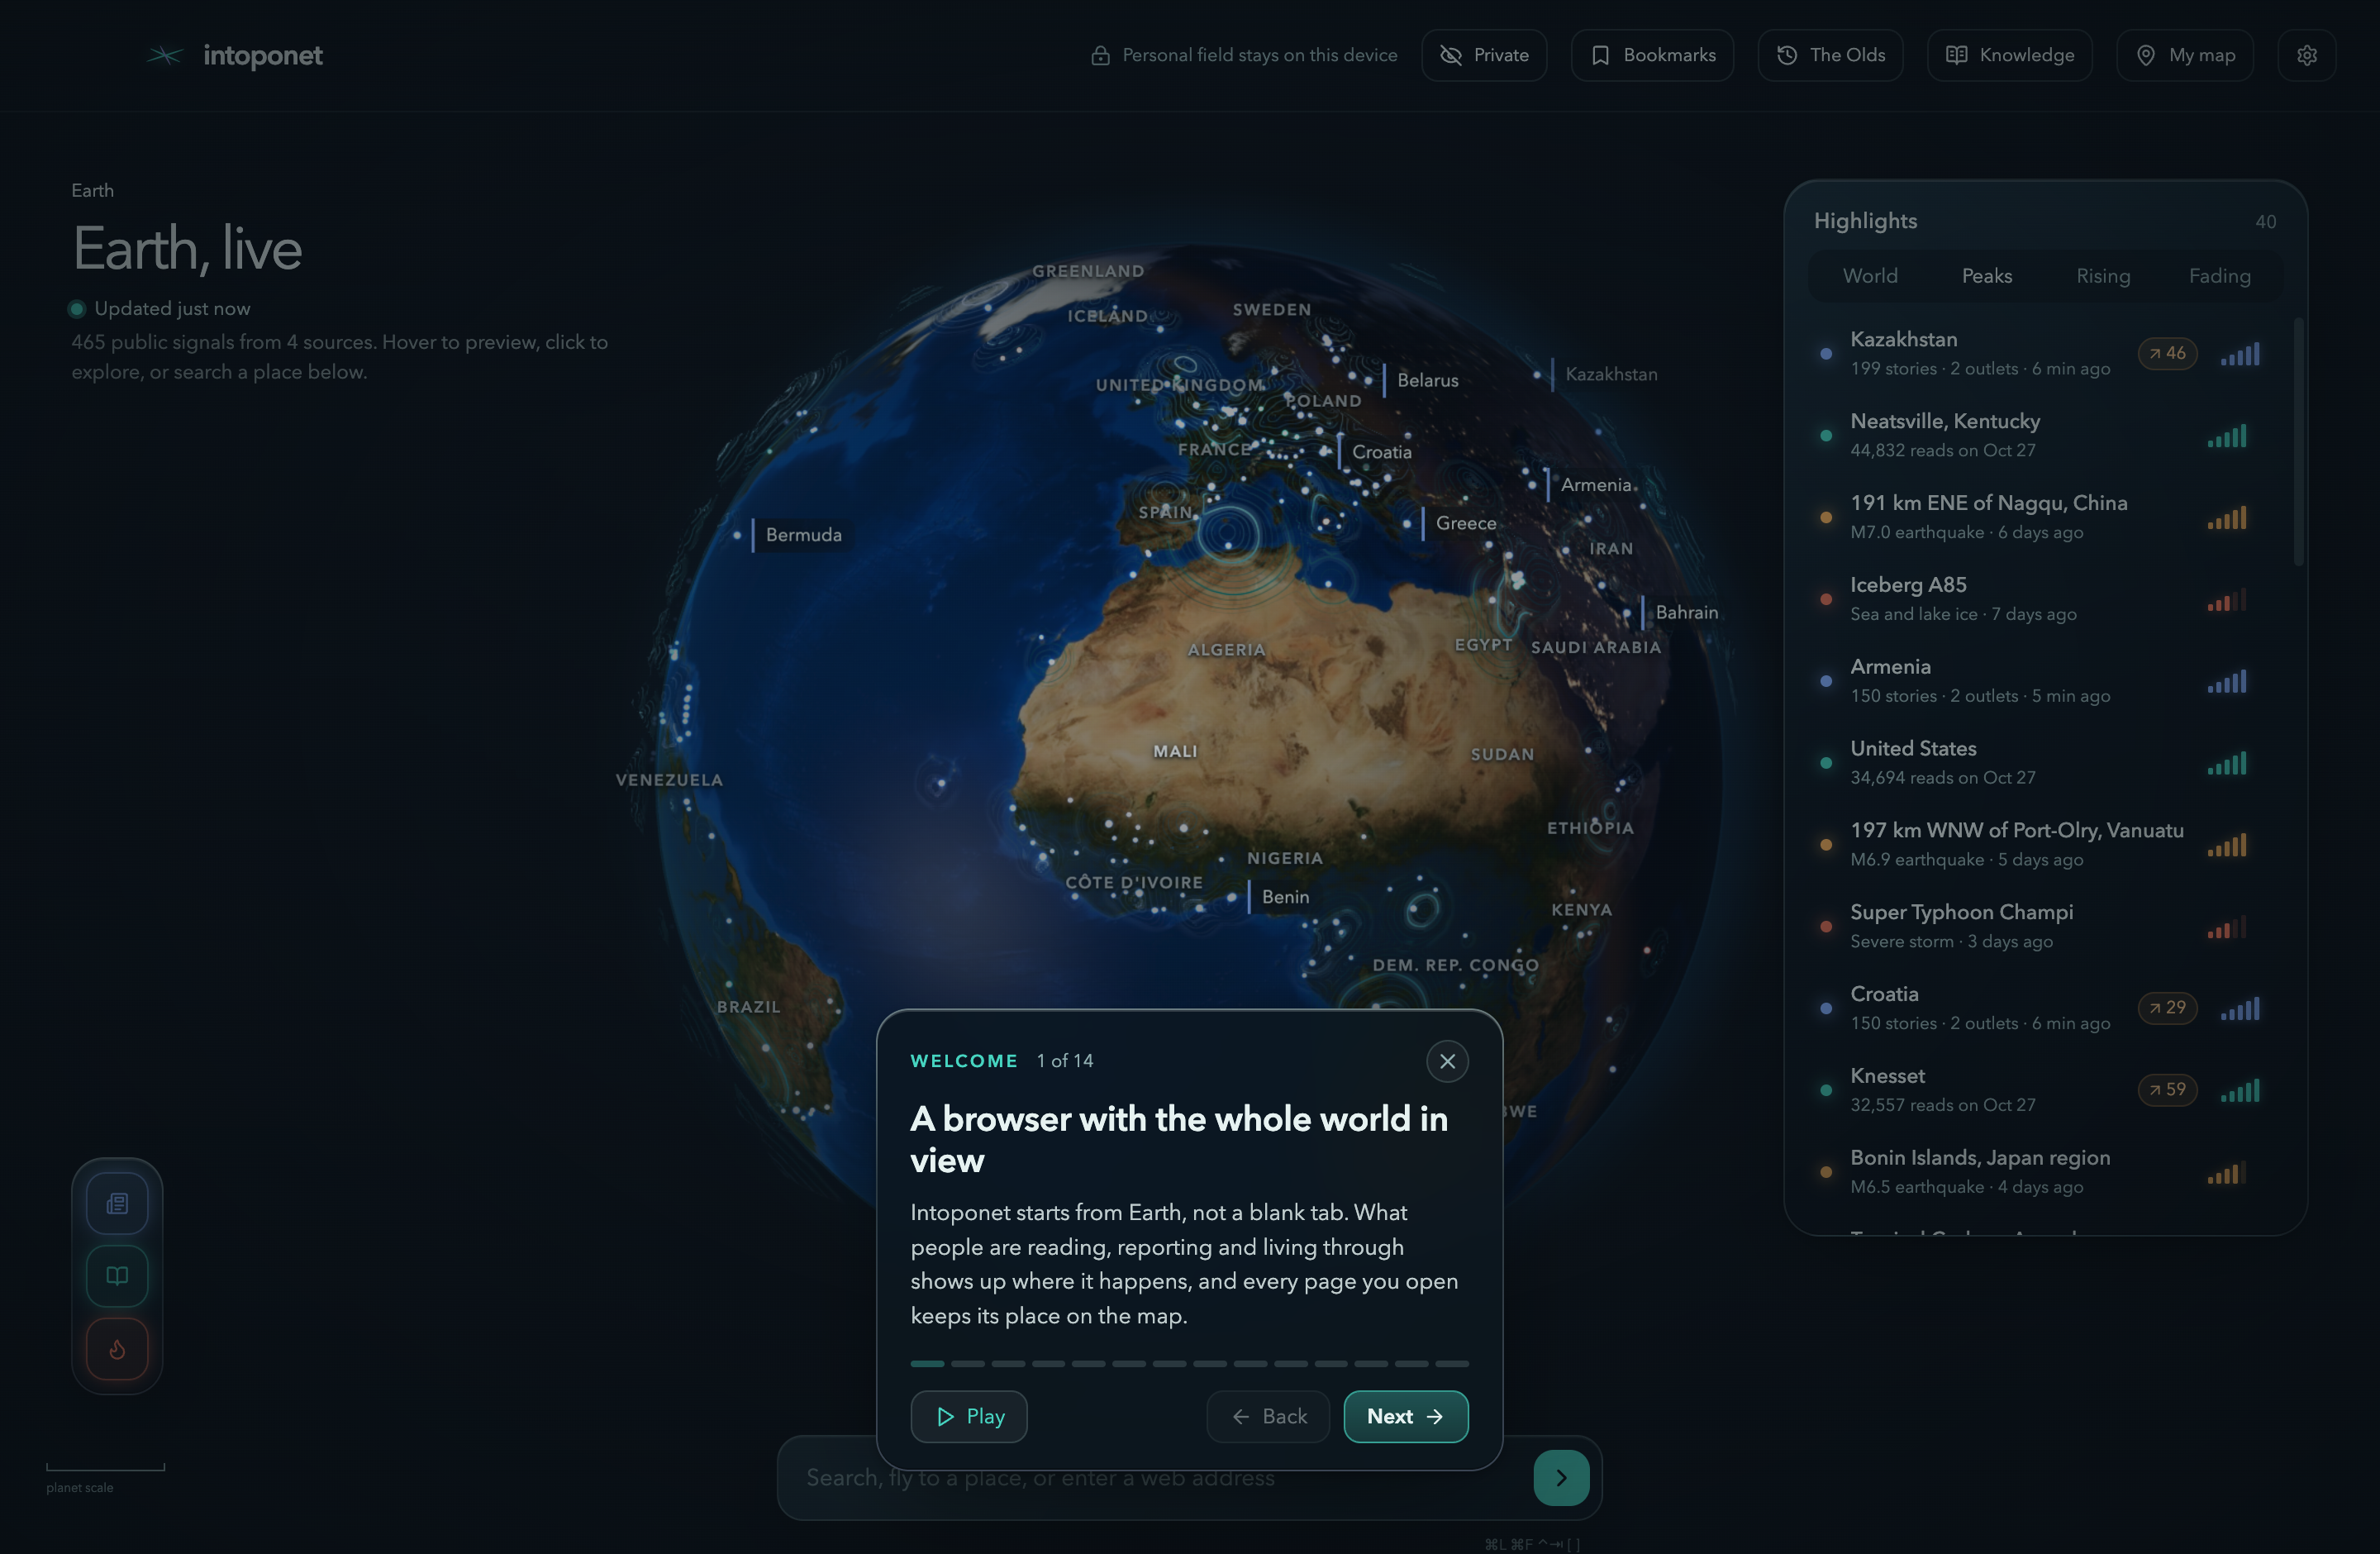 intoponet
Personal field stays on this device
Private
Bookmarks
The Olds
Knowledge
My map
Earth
Earth, live
Updated just now
465 public signals from 4 sources. Hover to preview, click to
explore, or search a place below.
GREENLAND
ICELAND
SWEDEN
UNITED KINGDOM
POLAND
Belarus
Kazakhstan
FRANCE
Croatia
Armenia
SPAIN
Greece
Bermuda
IRAN
Bahrain
ALGERIA
EGYPT
SAUDI ARABIA
MALI
SUDAN
VENEZUELA
ETHIOPIA
NIGERIA
CÔTE D'IVOIRE
Benin
KENYA
DEM. REP. CONGO
BRAZIL
Highlights
40
World
Peaks
Rising
Fading
Kazakhstan
199 stories · 2 outlets · 6 min ago
46
Neatsville, Kentucky
44,832 reads on Oct 27
191 km ENE of Nagqu, China
M7.0 earthquake · 6 days ago
Iceberg A85
Sea and lake ice · 7 days ago
Armenia
150 stories · 2 outlets · 5 min ago
United States
34,694 reads on Oct 27
197 km WNW of Port-Olry, Vanuatu
M6.9 earthquake · 5 days ago
Super Typhoon Champi
Severe storm · 3 days ago
Croatia
150 stories · 2 outlets · 6 min ago
29
Knesset
32,557 reads on Oct 27
59
Bonin Islands, Japan region
M6.5 earthquake · 4 days ago
WELCOME 1 of 14
A browser with the whole world in
view
Intoponet starts from Earth, not a blank tab. What
people are reading, reporting and living through
shows up where it happens, and every page you open
keeps its place on the map.
Play
Back
Next
Search, fly to a place, or enter a web address
planet scale
⌘L ⌘F ^⇥ [ ]